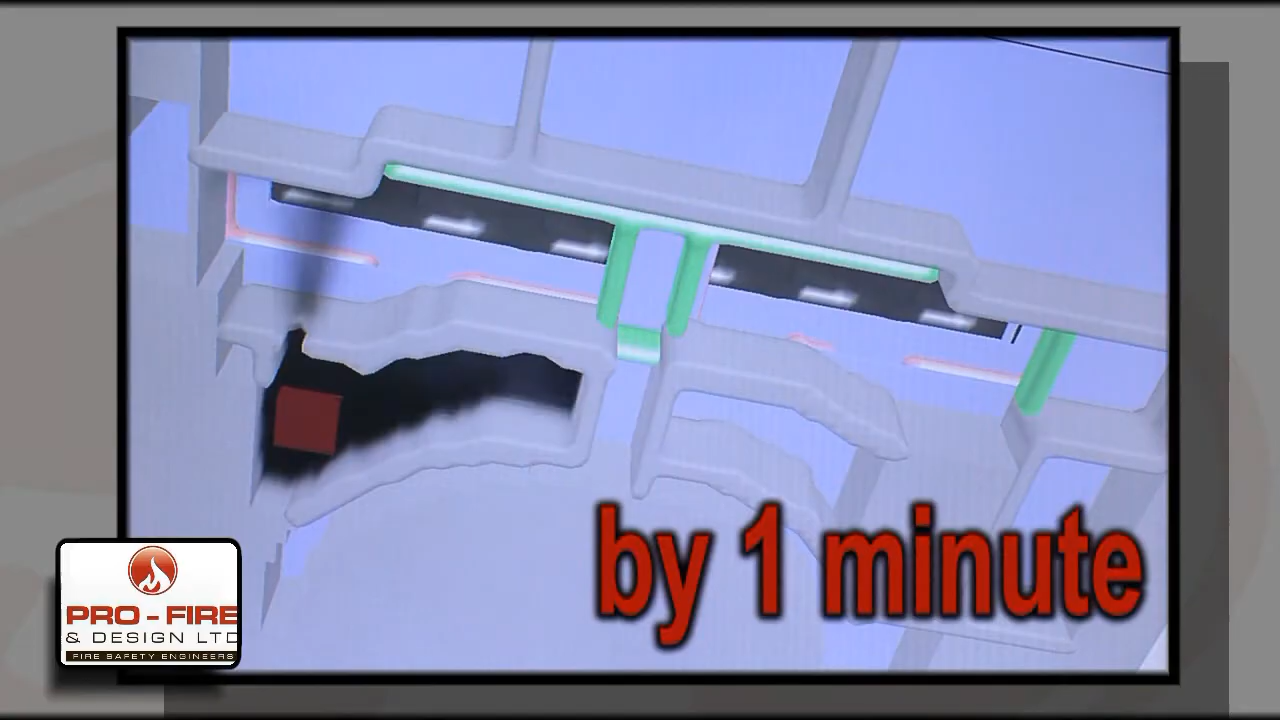 by 1 minute
PRO - FIRE
& DESIGN LTD
FIRE SAFETY ENGINEERS